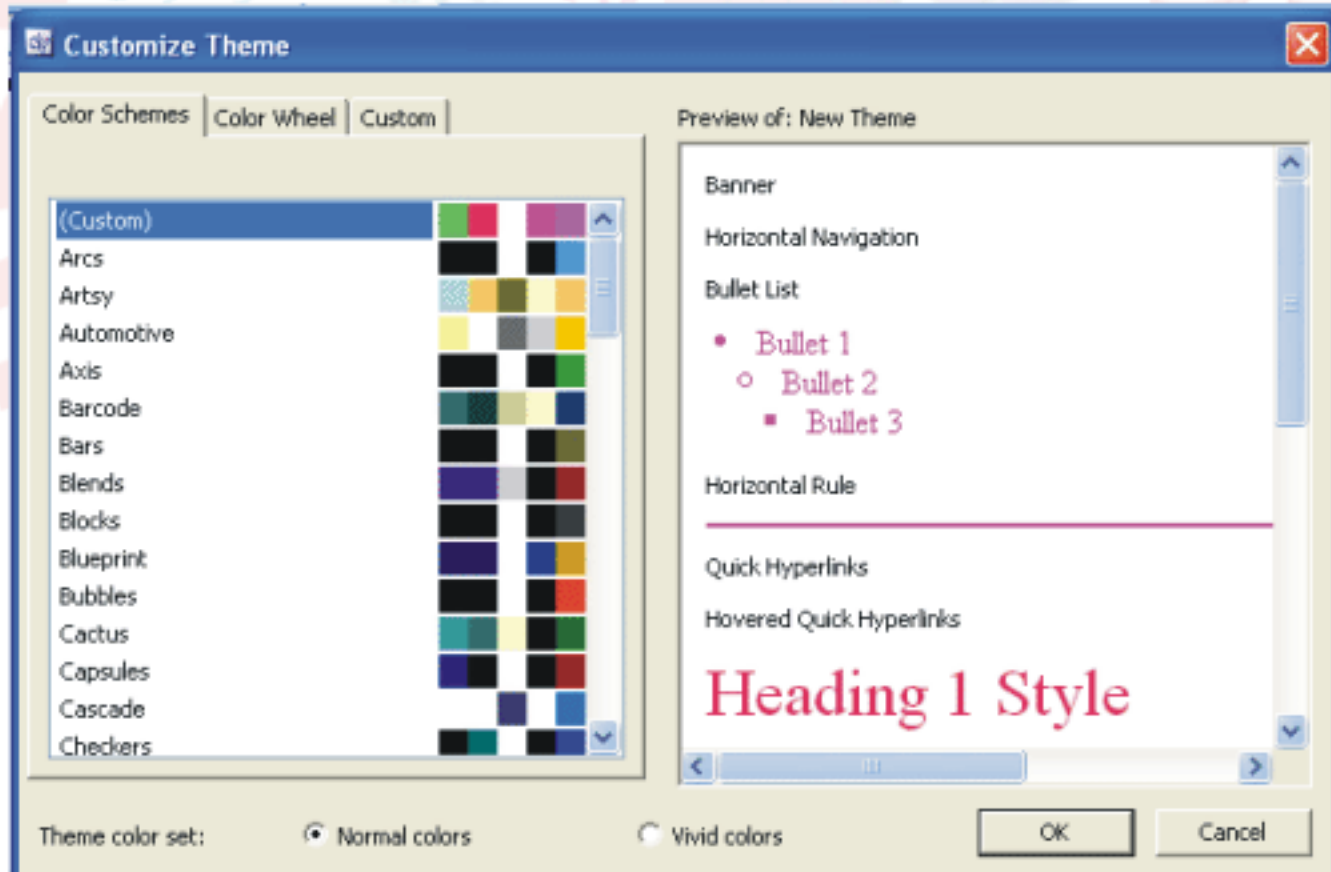 Customize Theme
Color Schemes Color Wheel Custom
(Custom)
Arcs
Artsy
Automotive
Axis
Barcode
Bars
Blends
Blocks
Blueprint
Bubbles
Cactus
Capsules
Cascade
Checkers
Preview of: New Theme
Banner
Horizontal Navigation
Bullet List
Bullet 1
Bullet 2
Bullet 3
Horizontal Rule
Quick Hyperlinks
Hovered Quick Hyperlinks
Heading 1 Style
Theme color set: Normal colors Vivid colors OK Cancel